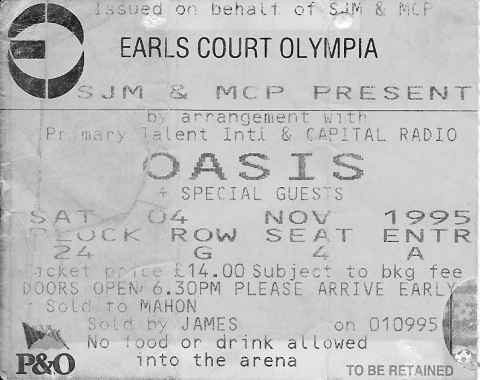 Issued on behalf of SJM & MCP
EARLS COURT OLYMPIA
SJM & MCP PRESENT
by arrangement with
Primary Talent Intl & CAPITAL RADIO
OASIS
+ SPECIAL GUESTS
SAT 04 NOV 1995
BLOCK ROW SEAT ENTR
24 G 4 A
Ticket price £14.00 Subject to bkg fee
DOORS OPEN 6.30PM PLEASE ARRIVE EARLY
Sold to MAHON
Sold by JAMES on 010995
No food or drink allowed
into the arena
P&O
TO BE RETAINED